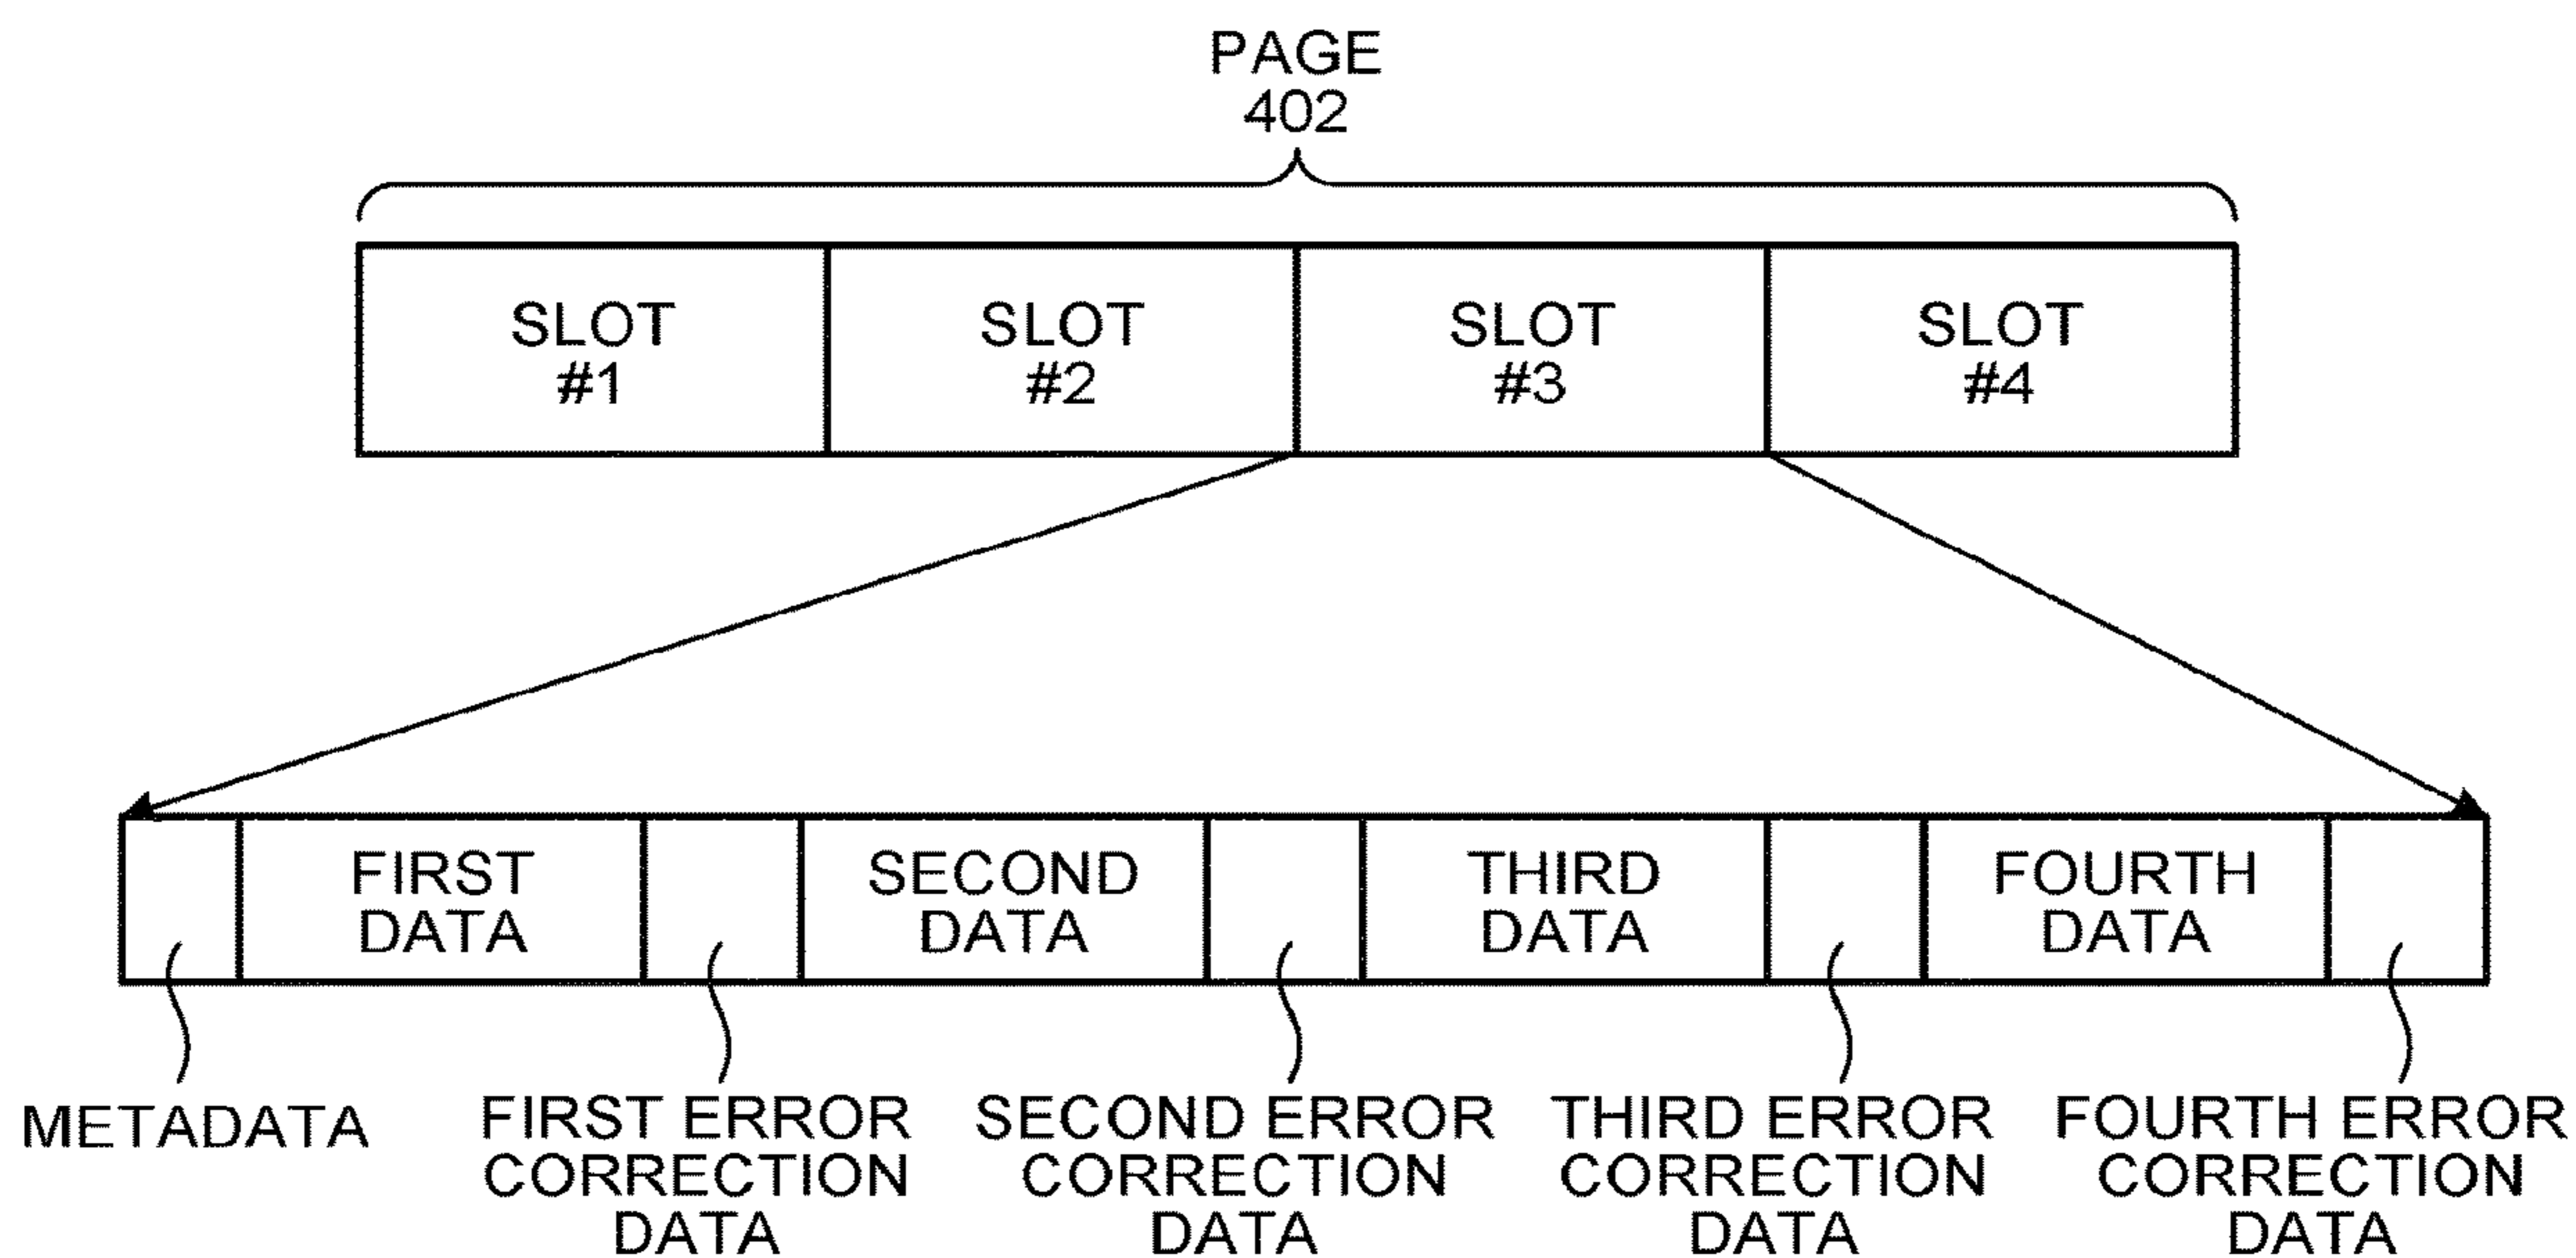 PAGE
402
SLOT
#1
SLOT
#2
SLOT
#3
SLOT
#4
FIRST
DATA
SECOND
DATA
THIRD
DATA
FOURTH
DATA
METADATA
FIRST ERROR
CORRECTION
DATA
SECOND ERROR
CORRECTION
DATA
THIRD ERROR
CORRECTION
DATA
FOURTH ERROR
CORRECTION
DATA